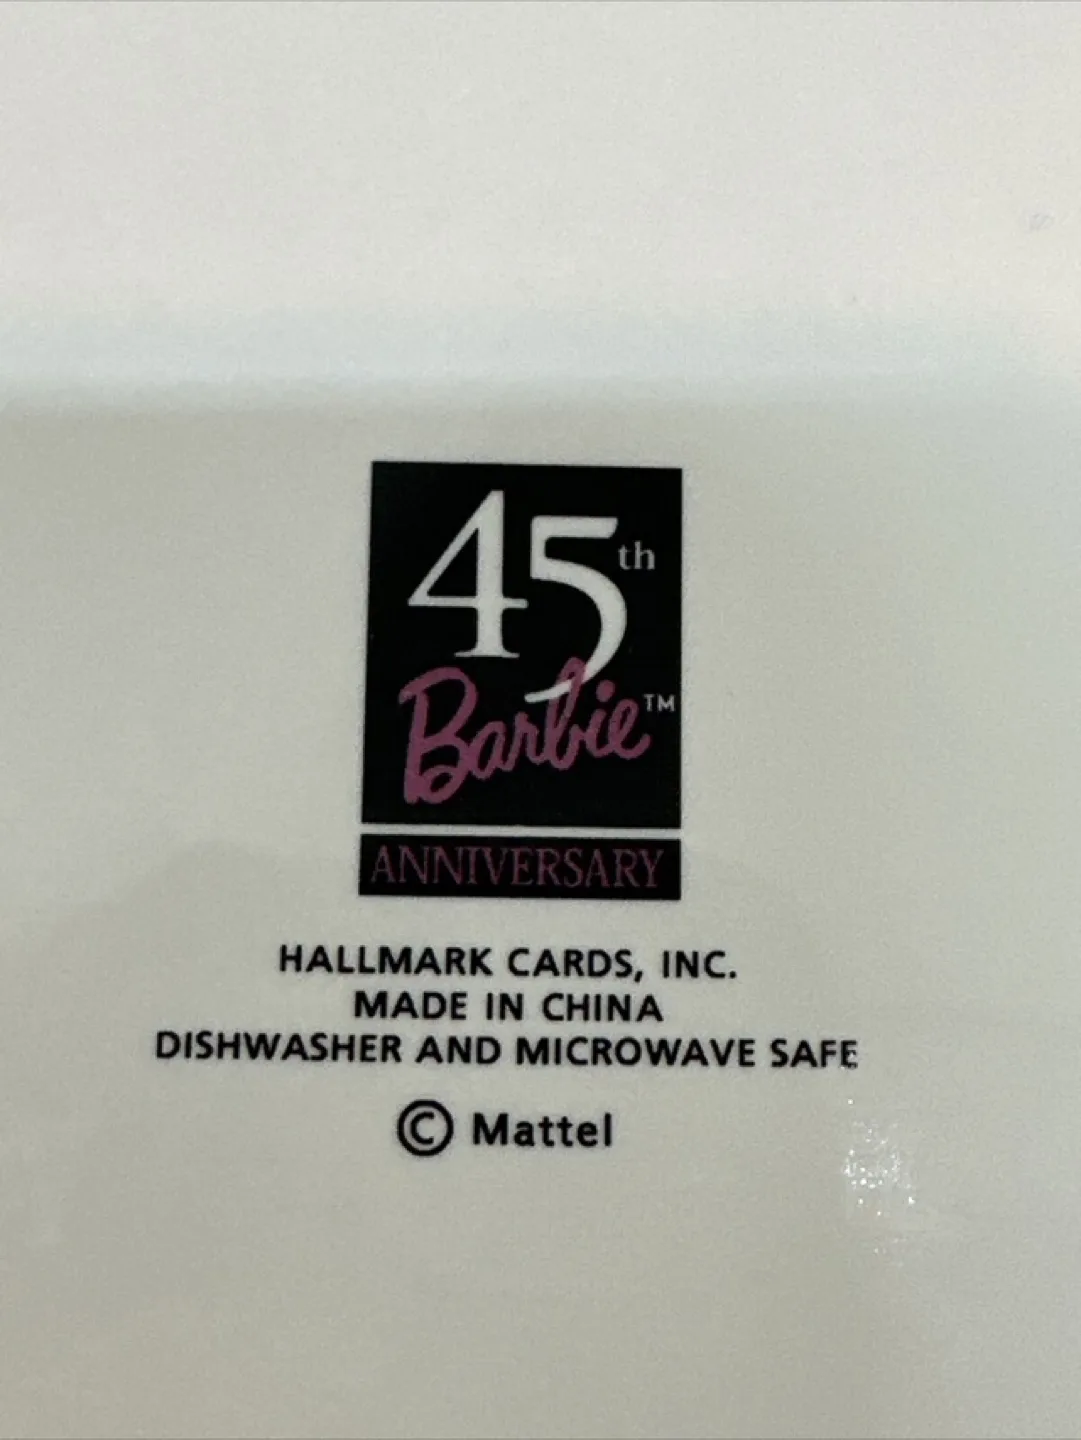 45th
Barbie™
ANNIVERSARY
HALLMARK CARDS, INC.
MADE IN CHINA
DISHWASHER AND MICROWAVE SAFE
© Mattel